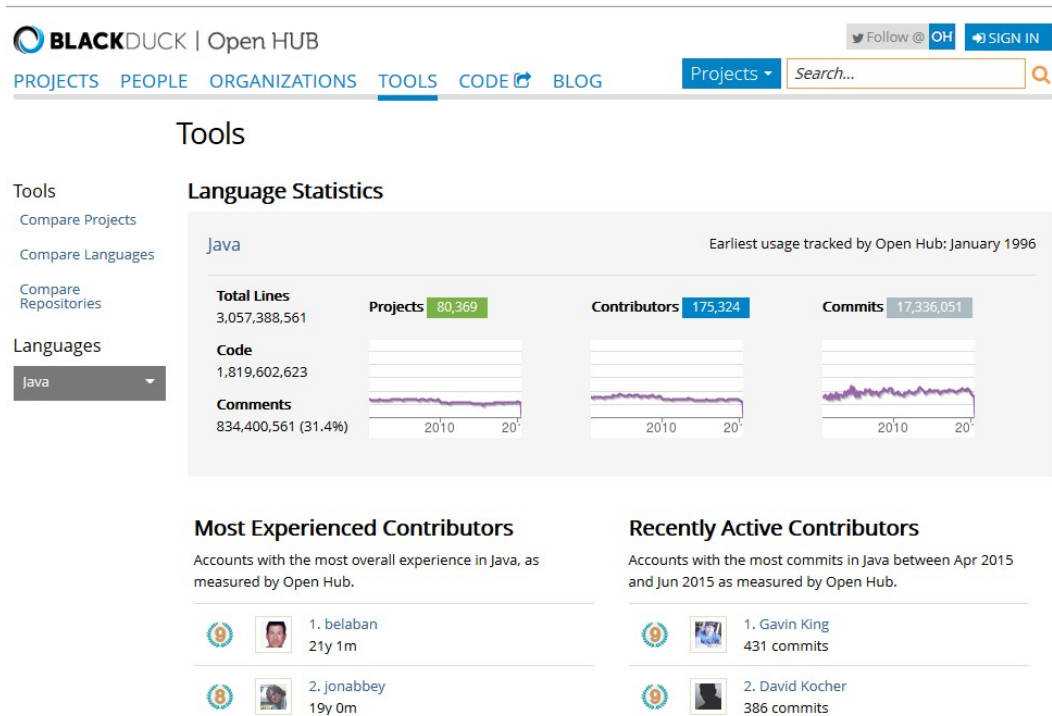 BLACKDUCK | Open HUB
Follow @ OH
SIGN IN
PROJECTS PEOPLE ORGANIZATIONS TOOLS CODE BLOG
Projects
Search...
Tools
Tools
Compare Projects
Compare Languages
Compare
Repositories
Languages
Java
Language Statistics
Java
Earliest usage tracked by Open Hub: January 1996
Total Lines
3,057,388,561
Code
1,819,602,623
Comments
834,400,561 (31.4%)
Projects 80,369
2010 20
Contributors 175,324
2010 20
Commits 17,336,051
2010 20
Most Experienced Contributors
Accounts with the most overall experience in Java, as
measured by Open Hub.
9
1. belaban
21y 1m
8
2. jonabbey
19y 0m
Recently Active Contributors
Accounts with the most commits in Java between Apr 2015
and Jun 2015 as measured by Open Hub.
9
1. Gavin King
431 commits
9
2. David Kocher
386 commits